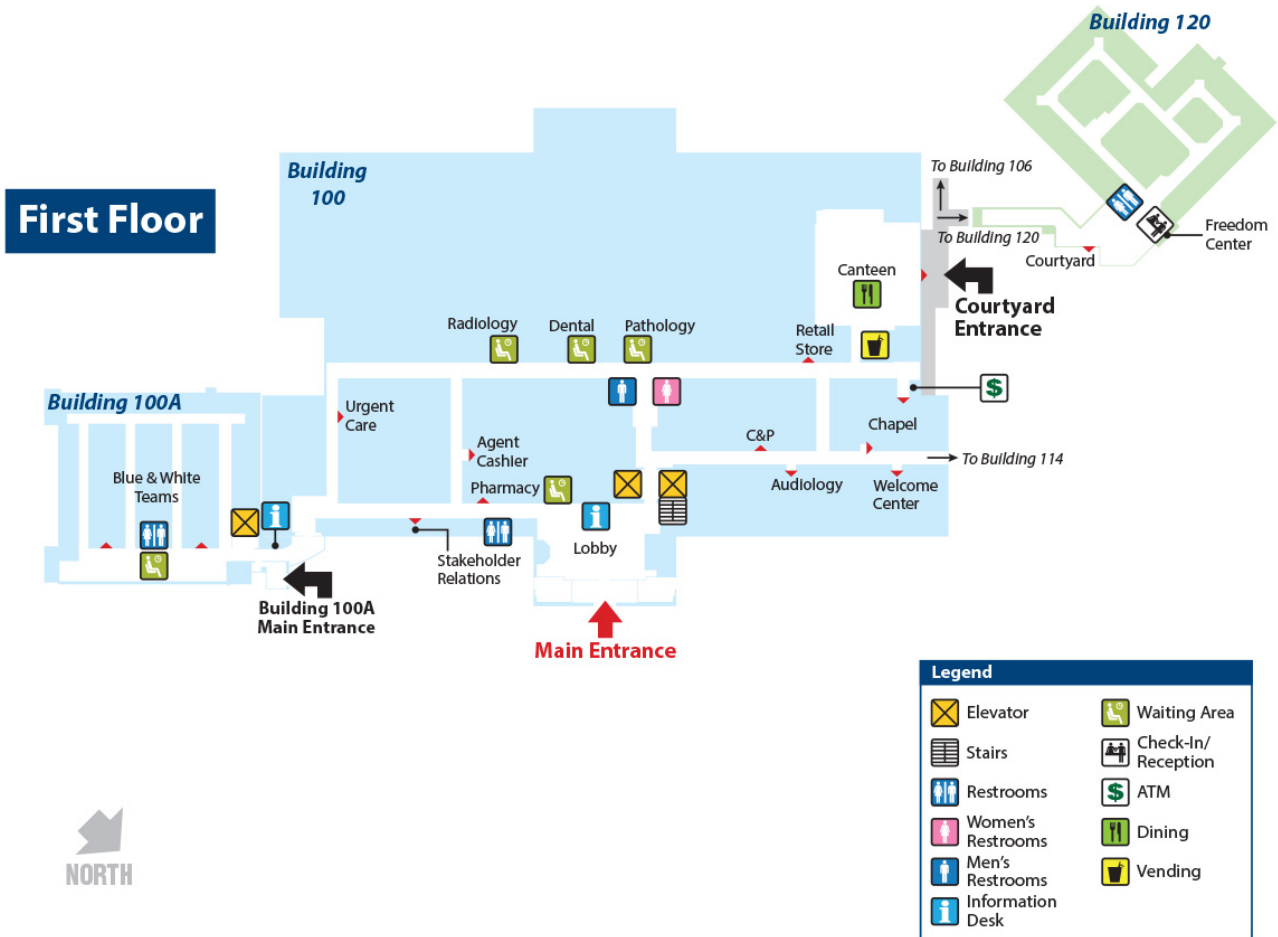 Building 120
First Floor
Building
100
To Building 106
To Building 120
Freedom
Center
Courtyard
Canteen
Courtyard
Entrance
Radiology
Dental
Pathology
Retail
Store
$
Building 100A
Urgent
Care
Agent
Cashier
Pharmacy
C&P
Chapel
To Building 114
Blue & White
Teams
Audiology
Welcome
Center
i
i
Lobby
Stakeholder
Relations
Building 100A
Main Entrance
Main Entrance
Legend
Elevator
Waiting Area
Stairs
Check-In/
Reception
Restrooms
$ ATM
Women's
Restrooms
Dining
Men's
Restrooms
Vending
i Information
Desk
NORTH